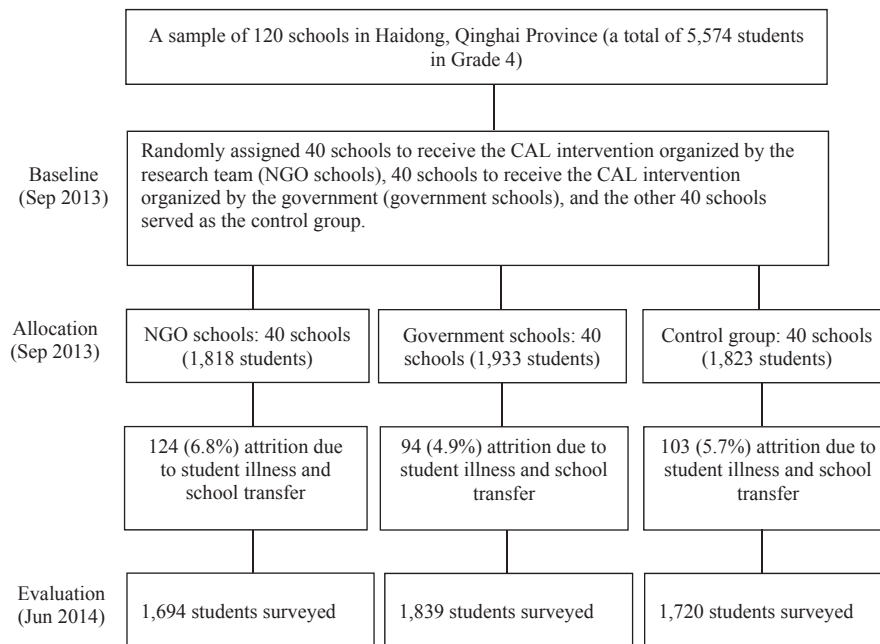 A sample of 120 schools in Haidong, Qinghai Province (a total of 5,574 students
in Grade 4)
Baseline
(Sep 2013)
Randomly assigned 40 schools to receive the CAL intervention organized by the
research team (NGO schools), 40 schools to receive the CAL intervention
organized by the government (government schools), and the other 40 schools
served as the control group.
Allocation
(Sep 2013)
NGO schools: 40 schools
(1,818 students)
Government schools: 40
schools (1,933 students)
Control group: 40 schools
(1,823 students)
124 (6.8%) attrition due to
to student illness and
school transfer
94 (4.9%) attrition due to
student illness and school
transfer
103 (5.7%) attrition due to
student illness and school
transfer
Evaluation
(Jun 2014)
1,694 students surveyed
1,839 students surveyed
1,720 students surveyed